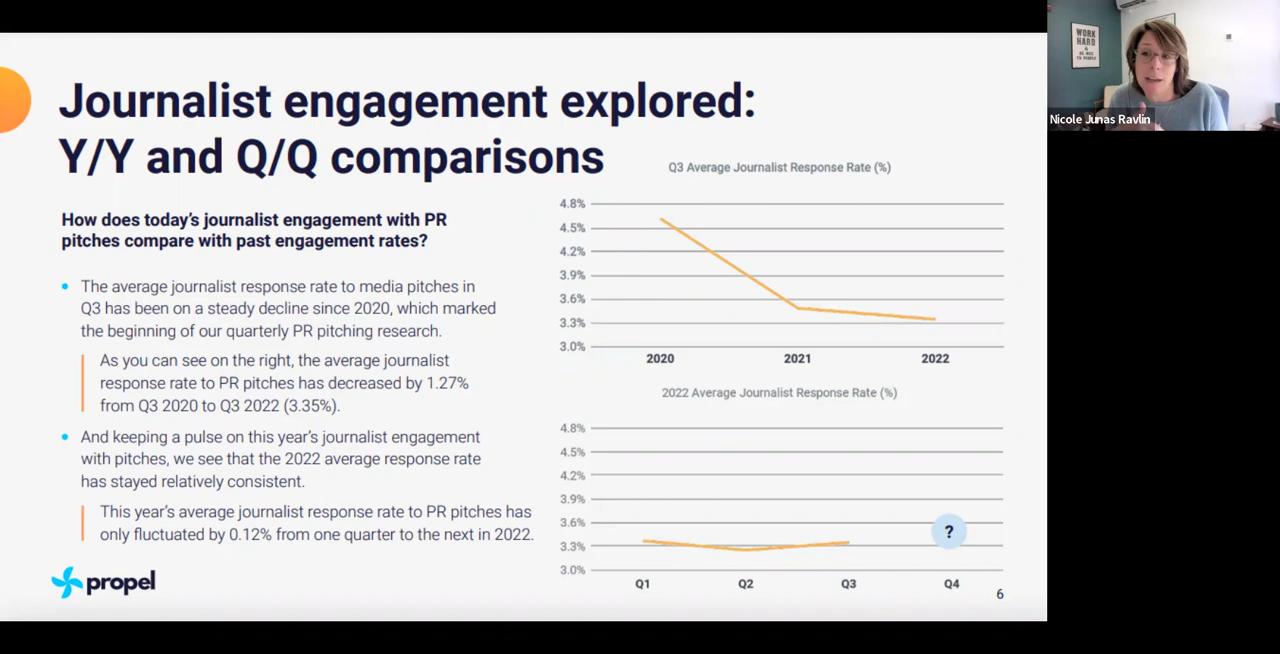 Journalist engagement explored:
Y/Y and Q/Q comparisons
How does today's journalist engagement with PR
pitches compare with past engagement rates?
• The average journalist response rate to media pitches in
Q3 has been on a steady decline since 2020, which marked
the beginning of our quarterly PR pitching research.
As you can see on the right, the average journalist
response rate to PR pitches has decreased by 1.27%
from Q3 2020 to Q3 2022 (3.35%).
• And keeping a pulse on this year's journalist engagement
with pitches, we see that the 2022 average response rate
has stayed relatively consistent.
This year's average journalist response rate to PR pitches has
only fluctuated by 0.12% from one quarter to the next in 2022.
propel
Q3 Average Journalist Response Rate (%)
4.8%
4.5%
4.2%
3.9%
3.6%
3.3%
3.0%
2020 2021 2022
2022 Average Journalist Response Rate (%)
4.8%
4.5%
4.2%
3.9%
3.6%
3.3%
3.0%
?
Q1 Q2 Q3 Q4
6
WORK
HARD
&
BE NICE
TO PEOPLE
Nicole Junas Ravlin